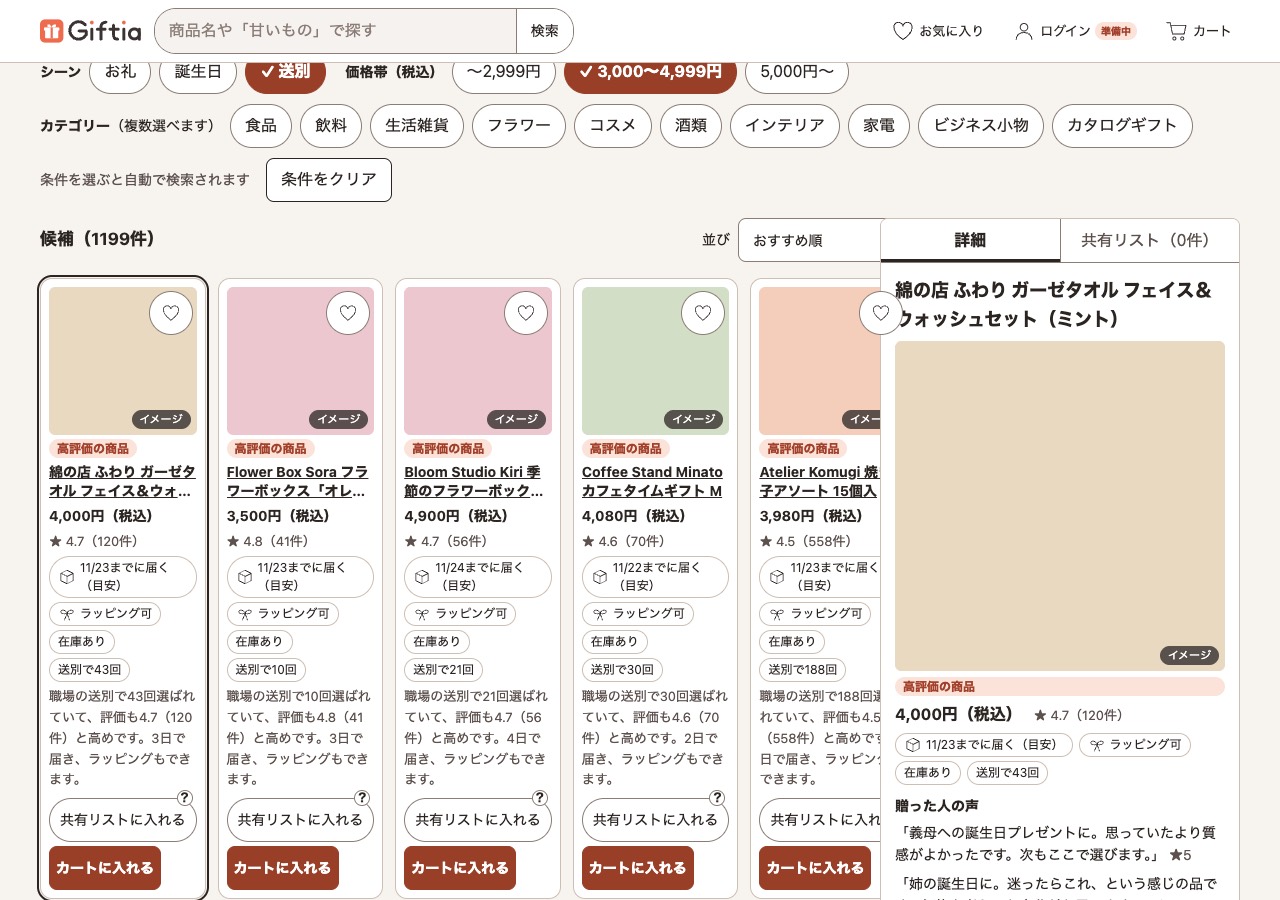 Giftia
商品名や「甘いもの」で探す
検索
お気に入り
ログイン 準備中
カート
シーン
お礼
誕生日
送別
価格帯（税込）
〜2,999円
3,000〜4,999円
5,000円〜
カテゴリー（複数選べます）
食品
飲料
生活雑貨
フラワー
コスメ
酒類
インテリア
家電
ビジネス小物
カタログギフト
条件を選ぶと自動で検索されます
条件をクリア
候補（1199件）
並び
おすすめ順
イメージ
高評価の商品
綿の店 ふわり ガーゼタ
オル フェイス＆ウォ…
4,000円（税込）
★ 4.7（120件）
11/23までに届く
（目安）
ラッピング可
在庫あり
送別で43回
職場の送別で43回選ばれ
ていて、評価も4.7（120
件）と高めです。3日で
届き、ラッピングもでき
ます。
?
共有リストに入れる
カートに入れる
イメージ
高評価の商品
Flower Box Sora フラ
ワーボックス「オレ…
3,500円（税込）
★ 4.8（41件）
11/23までに届く
（目安）
ラッピング可
在庫あり
送別で10回
職場の送別で10回選ばれ
ていて、評価も4.8（41
件）と高めです。3日で
届き、ラッピングもでき
ます。
?
共有リストに入れる
カートに入れる
イメージ
高評価の商品
Bloom Studio Kiri 季
節のフラワーボック…
4,900円（税込）
★ 4.7（56件）
11/24までに届く
（目安）
ラッピング可
在庫あり
送別で21回
職場の送別で21回選ばれ
ていて、評価も4.7（56
件）と高めです。4日で
届き、ラッピングもでき
ます。
?
共有リストに入れる
カートに入れる
イメージ
高評価の商品
Coffee Stand Minato
カフェタイムギフト M
4,080円（税込）
★ 4.6（70件）
11/22までに届く
（目安）
ラッピング可
在庫あり
送別で30回
職場の送別で30回選ばれ
ていて、評価も4.6（70
件）と高めです。2日で
届き、ラッピングもでき
ます。
?
共有リストに入れる
カートに入れる
イメー
高評価の商品
Atelier Komugi 焼
子アソート 15個入
3,980円（税込）
★ 4.5（558件）
11/23までに届く
（目安）
ラッピング可
在庫あり
送別で188回
職場の送別で188回選
れていて、評価も4.5
（558件）と高めです
日で届き、ラッピング
できます。
共有リストに入れ
カートに入れる
詳細
共有リスト（0件）
綿の店 ふわり ガーゼタオル フェイス＆
ウォッシュセット（ミント）
イメージ
高評価の商品
4,000円（税込） ★ 4.7（120件）
11/23までに届く（目安）
ラッピング可
在庫あり
送別で43回
贈った人の声
「義母への誕生日プレゼントに。思っていたより質
感がよかったです。次もここで選びます。」 ★5
「姉の誕生日に。迷ったらこれ、という感じの品で